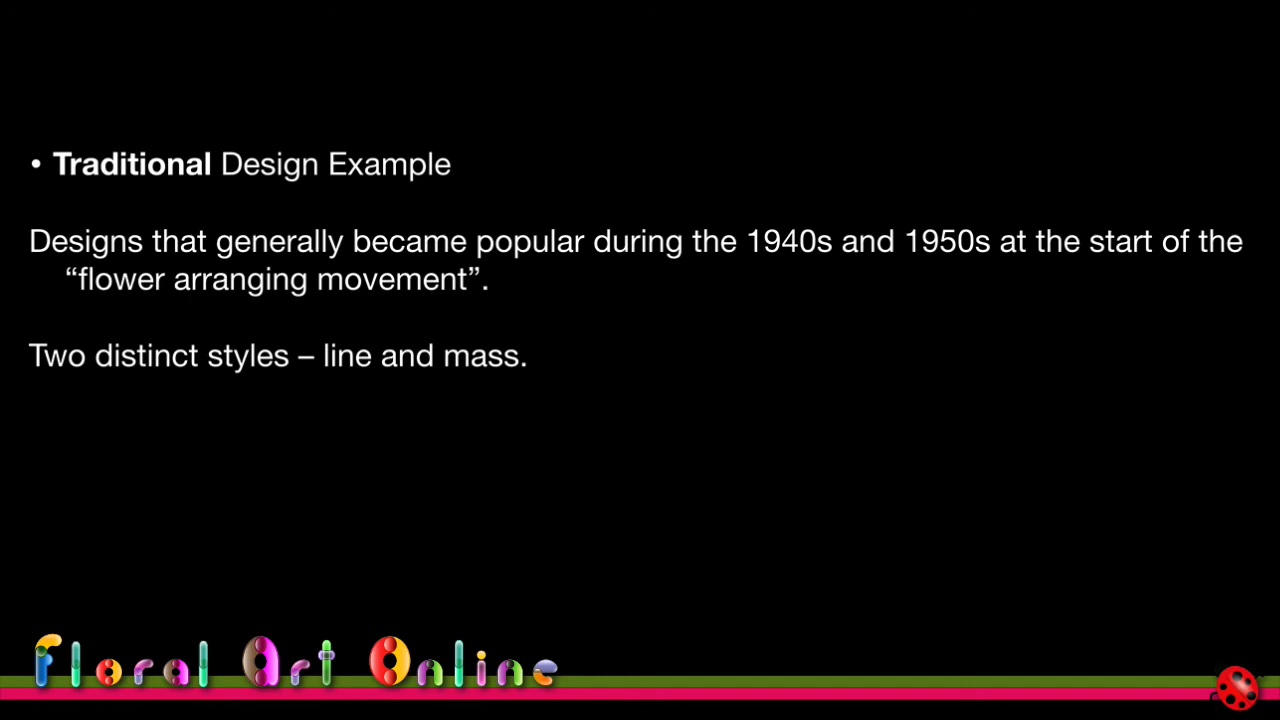 • Traditional Design Example
Designs that generally became popular during the 1940s and 1950s at the start of the
“flower arranging movement”.
Two distinct styles – line and mass.
Floral Art Online